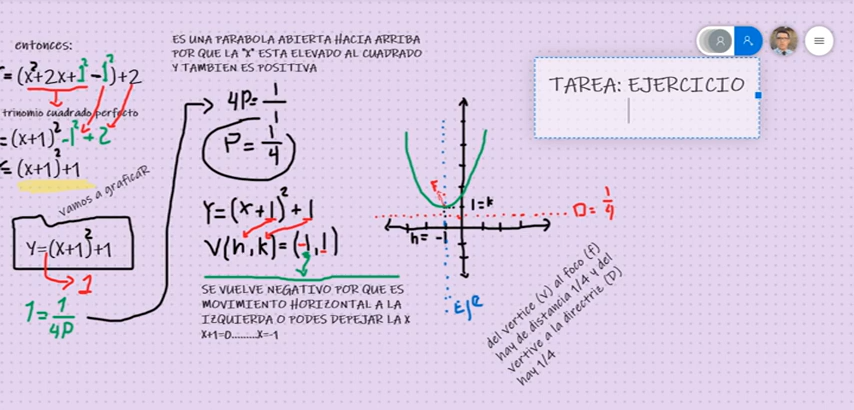 entonces:
=(x²+2x+1²-1²)+2
trinomio cuadrado perfecto
=(x+1)²-1²+2
=(x+1)²+1
vamos a graficaR
Y=(x+1)²+1
1
1=1/4P
ES UNA PARABOLA ABIERTA HACIA ARRIBA
POR QUE LA "X" ESTA ELEVADO AL CUADRADO
Y TAMBIEN ES POSITIVA
4P=1/1
P=1/4
Y=(x+1)²+1
V(h,k)=(-1,1)
SE VUELVE NEGATIVO POR QUE ES
MOVIMIENTO HORIZONTAL A LA
IZQUIERDA O PODES DEPEJAR LA X
X+1=0.........X=-1
F
1=k
h=-1
D=1/4
Eje
del vertice (v) al foco (f)
hay de distancia 1/4 y del
vertive a la directriz (D)
hay 1/4
TAREA: EJERCICIO